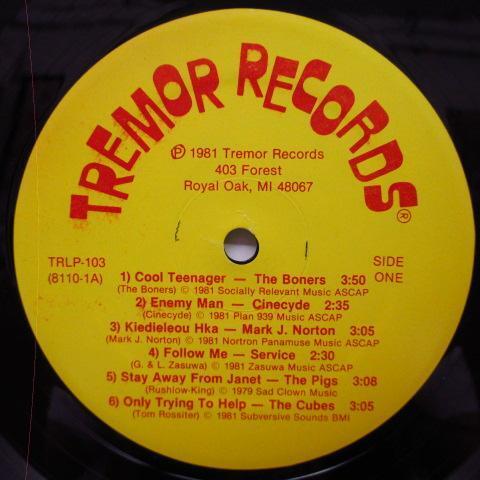 TREMOR RECORDS ®
℗ 1981 Tremor Records
403 Forest
Royal Oak, MI 48067
TRLP-103
(8110-1A)
SIDE
ONE
1) Cool Teenager — The Boners 3:50
(The Boners) © 1981 Socially Relevant Music ASCAP
2) Enemy Man — Cinecyde 2:35
(Cinecyde) © 1981 Plan 939 Music ASCAP
3) Kiedieleou Hka — Mark J. Norton 3:05
(Mark J. Norton) © 1981 Nortron Panamuse Music ASCAP
4) Follow Me — Service 2:30
(G. & L. Zasuwa) © 1981 Zasuwa Music ASCAP
5) Stay Away From Janet — The Pigs 3:08
(Rushlow-King) © 1979 Sad Clown Music
6) Only Trying To Help — The Cubes 3:05
(Tom Rossiter) © 1981 Subversive Sounds BMI